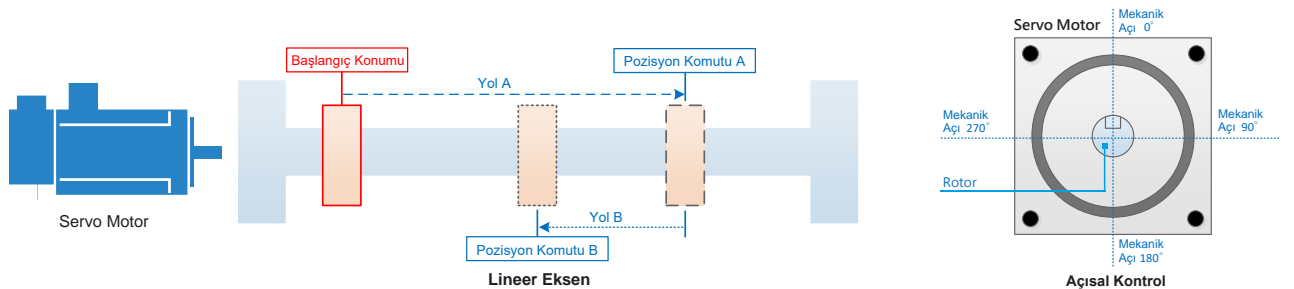 Servo Motor
Başlangıç Konumu
Yol A
Pozisyon Komutu A
Yol B
Pozisyon Komutu B
Lineer Eksen
Servo Motor
Mekanik
Açı 0°
Mekanik
Açı 270°
Mekanik
Açı 90°
Rotor
Mekanik
Açı 180°
Açısal Kontrol